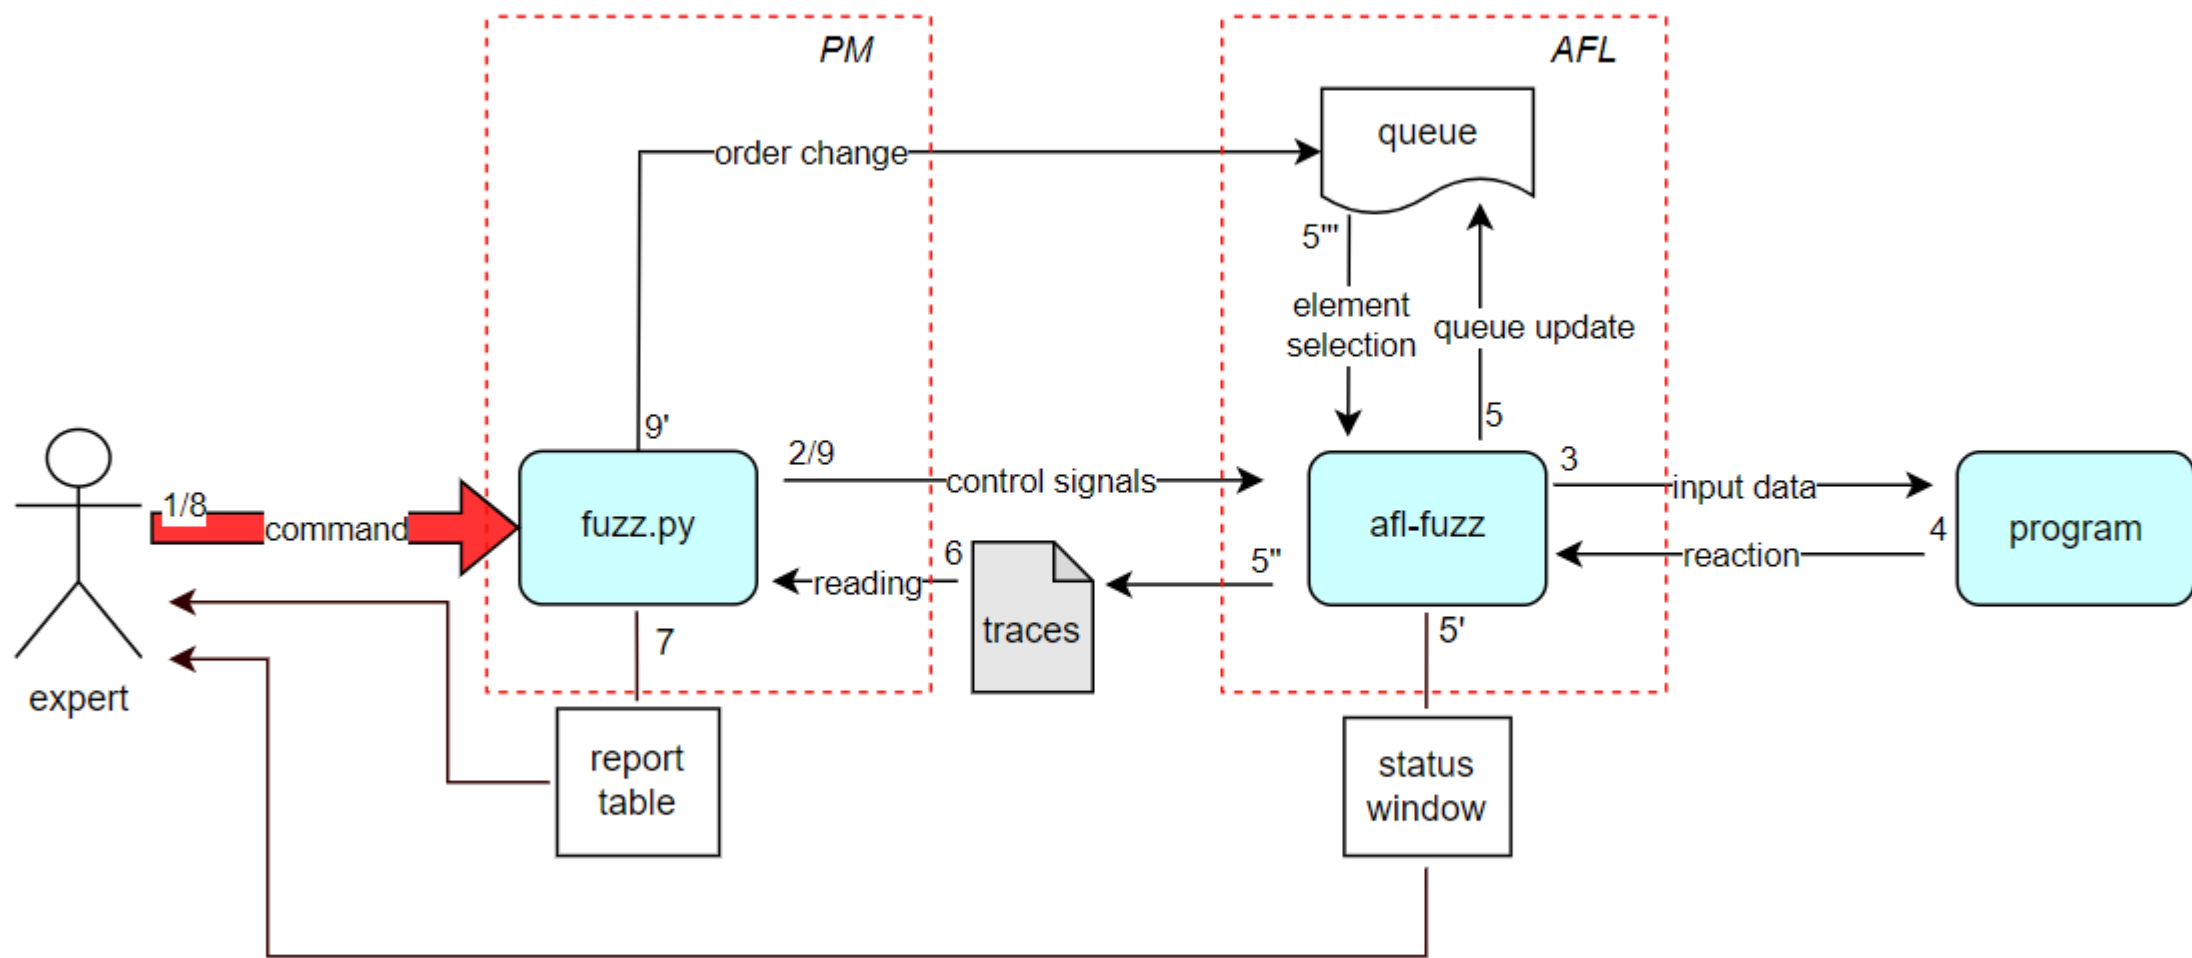 PM
AFL
queue
order change
5'''
element
selection
queue update
9'
5
2/9
3
control signals
input data
1/8
command
fuzz.py
afl-fuzz
4
program
6
5''
reaction
reading
traces
7
5'
expert
report
table
status
window